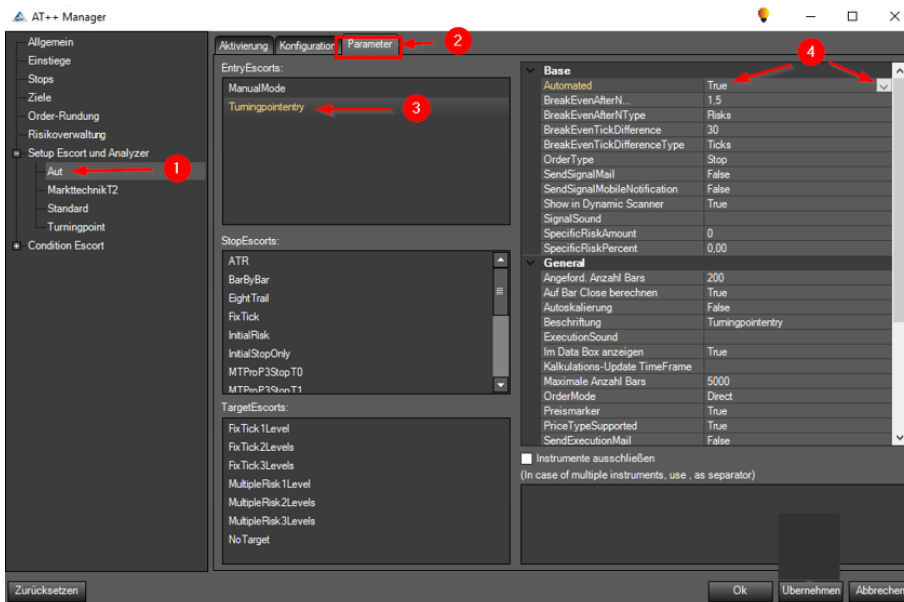 AT++ Manager
Allgemein
Einstiege
Stops
Ziele
Order-Rundung
Risikoverwaltung
Setup Escort und Analyzer
Aut
1
MarkttechnikT2
Standard
Turningpoint
Condition Escort
Aktivierung
Konfiguration
Parameter
2
EntryEscorts:
ManualMode
Turningpointentry
3
StopEscorts:
ATR
BarByBar
EightTrail
FixTick
InitialRisk
InitialStopOnly
MTProP3StopT0
MTProP3StopT1
TargetEscorts:
FixTick1Level
FixTick2Levels
FixTick3Levels
MultipleRisk1Level
MultipleRisk2Levels
MultipleRisk3Levels
NoTarget
4
Base
Automated True
BreakEvenAfterN... 1,5
BreakEvenAfterNType Risks
BreakEvenTickDifference 30
BreakEvenTickDifferenceType Ticks
OrderType Stop
SendSignalMail False
SendSignalMobileNotification False
Show in Dynamic Scanner True
SignalSound
SpecificRiskAmount 0
SpecificRiskPercent 0,00
General
Angeford. Anzahl Bars 200
Auf Bar Close berechnen True
Autoskalierung False
Beschriftung Turningpointentry
ExecutionSound
Im Data Box anzeigen True
Kalkulations-Update TimeFrame
Maximale Anzahl Bars 5000
OrderMode Direct
Preismarker True
PriceTypeSupported True
SendExecutionMail False
Instrumente ausschließen
(In case of multiple instruments, use , as separator)
Zurücksetzen
Ok
Übernehmen
Abbrechen